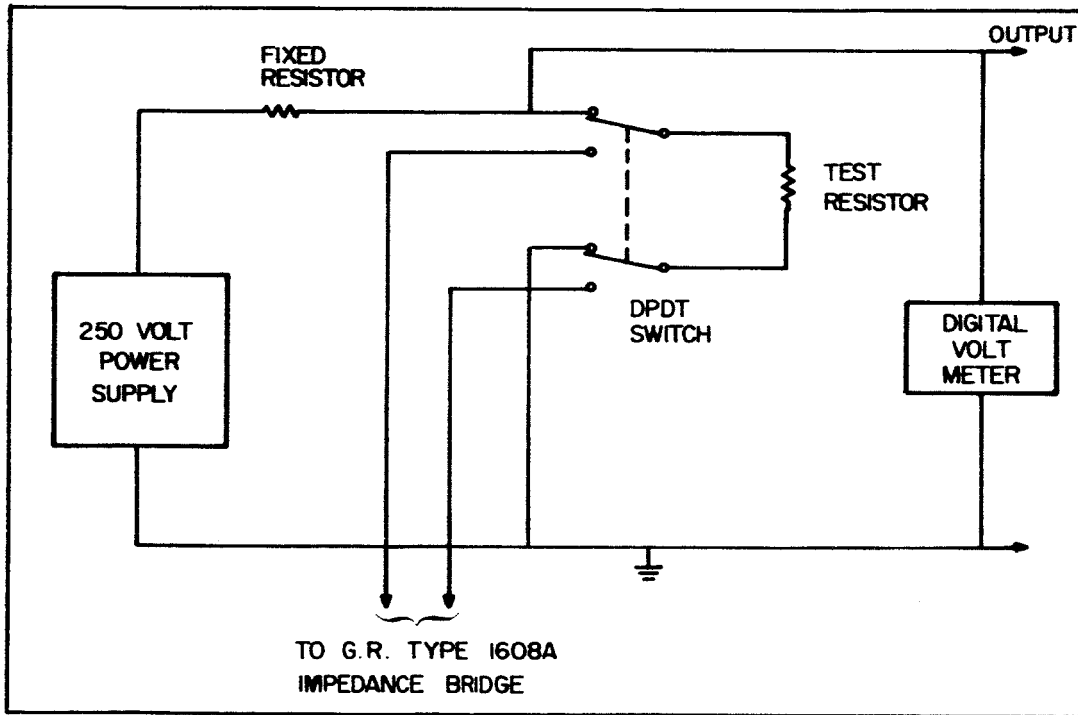 OUTPUT
FIXED
RESISTOR
TEST
RESISTOR
DPDT
SWITCH
250 VOLT
POWER
SUPPLY
DIGITAL
VOLT
METER
TO G.R. TYPE 1608A
IMPEDANCE BRIDGE